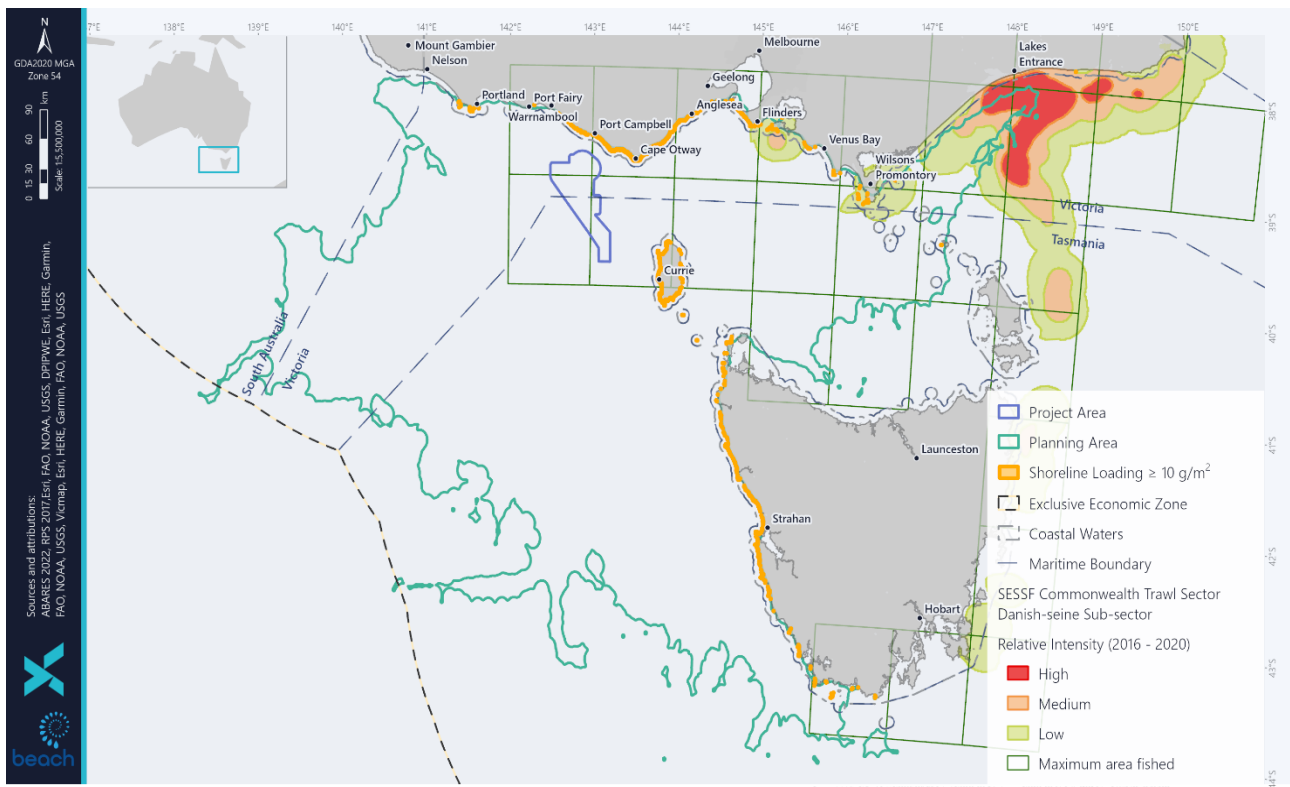 N
GDA2020 MGA
Zone 54
0 15 30 60 90
km
Scale: 1:5,500,000
Sources and attributions:
ABARES 2022, RPS 2017,Esri, FAO, NOAA, USGS, DPIPWE, Esri, HERE, Garmin,
FAO, NOAA, USGS, Vicmap, Esri, HERE, Garmin, FAO, NOAA, USGS
beach
7°E 138°E 139°E 140°E 141°E 142°E 143°E 144°E 145°E 146°E 147°E 148°E 149°E 150°E
38°S
39°S
40°S
41°S
42°S
43°S
44°S
Mount Gambier
Nelson
Portland
Port Fairy
Warrnambool
Port Campbell
Cape Otway
Anglesea
Geelong
Melbourne
Flinders
Venus Bay
Wilsons
Promontory
Lakes
Entrance
Currie
Victoria
Tasmania
South Australia
Victoria
Launceston
Strahan
Hobart
Project Area
Planning Area
Shoreline Loading ≥ 10 g/m²
Exclusive Economic Zone
Coastal Waters
Maritime Boundary
SESSF Commonwealth Trawl Sector
Danish-seine Sub-sector
Relative Intensity (2016 - 2020)
High
Medium
Low
Maximum area fished